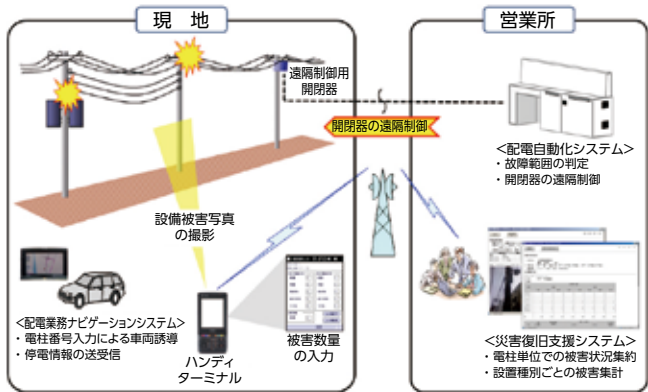 現 地
営業所
遠隔制御用
開閉器
開閉器の遠隔制御
<配電自動化システム>
・故障範囲の判定
・開閉器の遠隔制御
設備被害写真
の撮影
<配電業務ナビゲーションシステム>
・電柱番号入力による車両誘導
・停電情報の送受信
ハンディ
ターミナル
被害数量
の入力
<災害復旧支援システム>
・電柱単位での被害状況集約
・設置種別ごとの被害集計